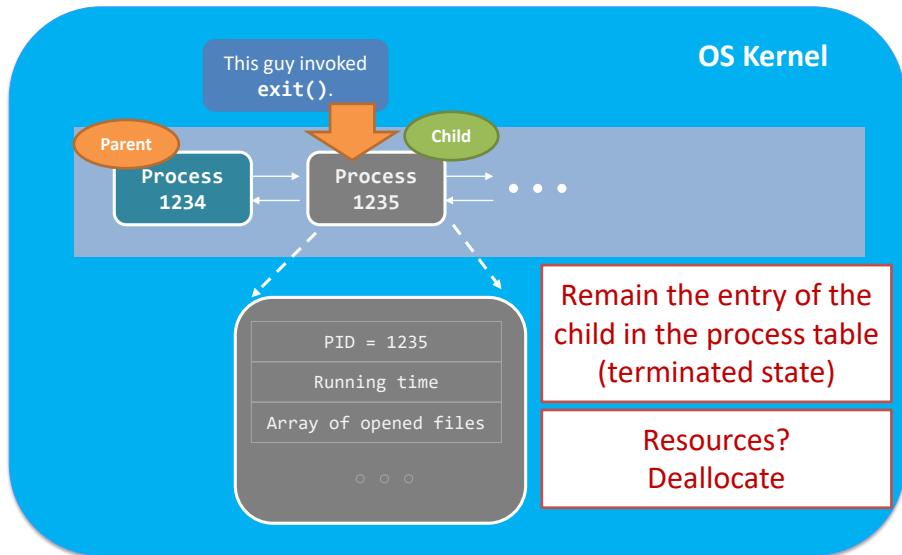 OS Kernel
This guy invoked
exit().
Parent
Child
Process
1234
Process
1235
PID = 1235
Running time
Array of opened files
Remain the entry of the
child in the process table
(terminated state)
Resources?
Deallocate